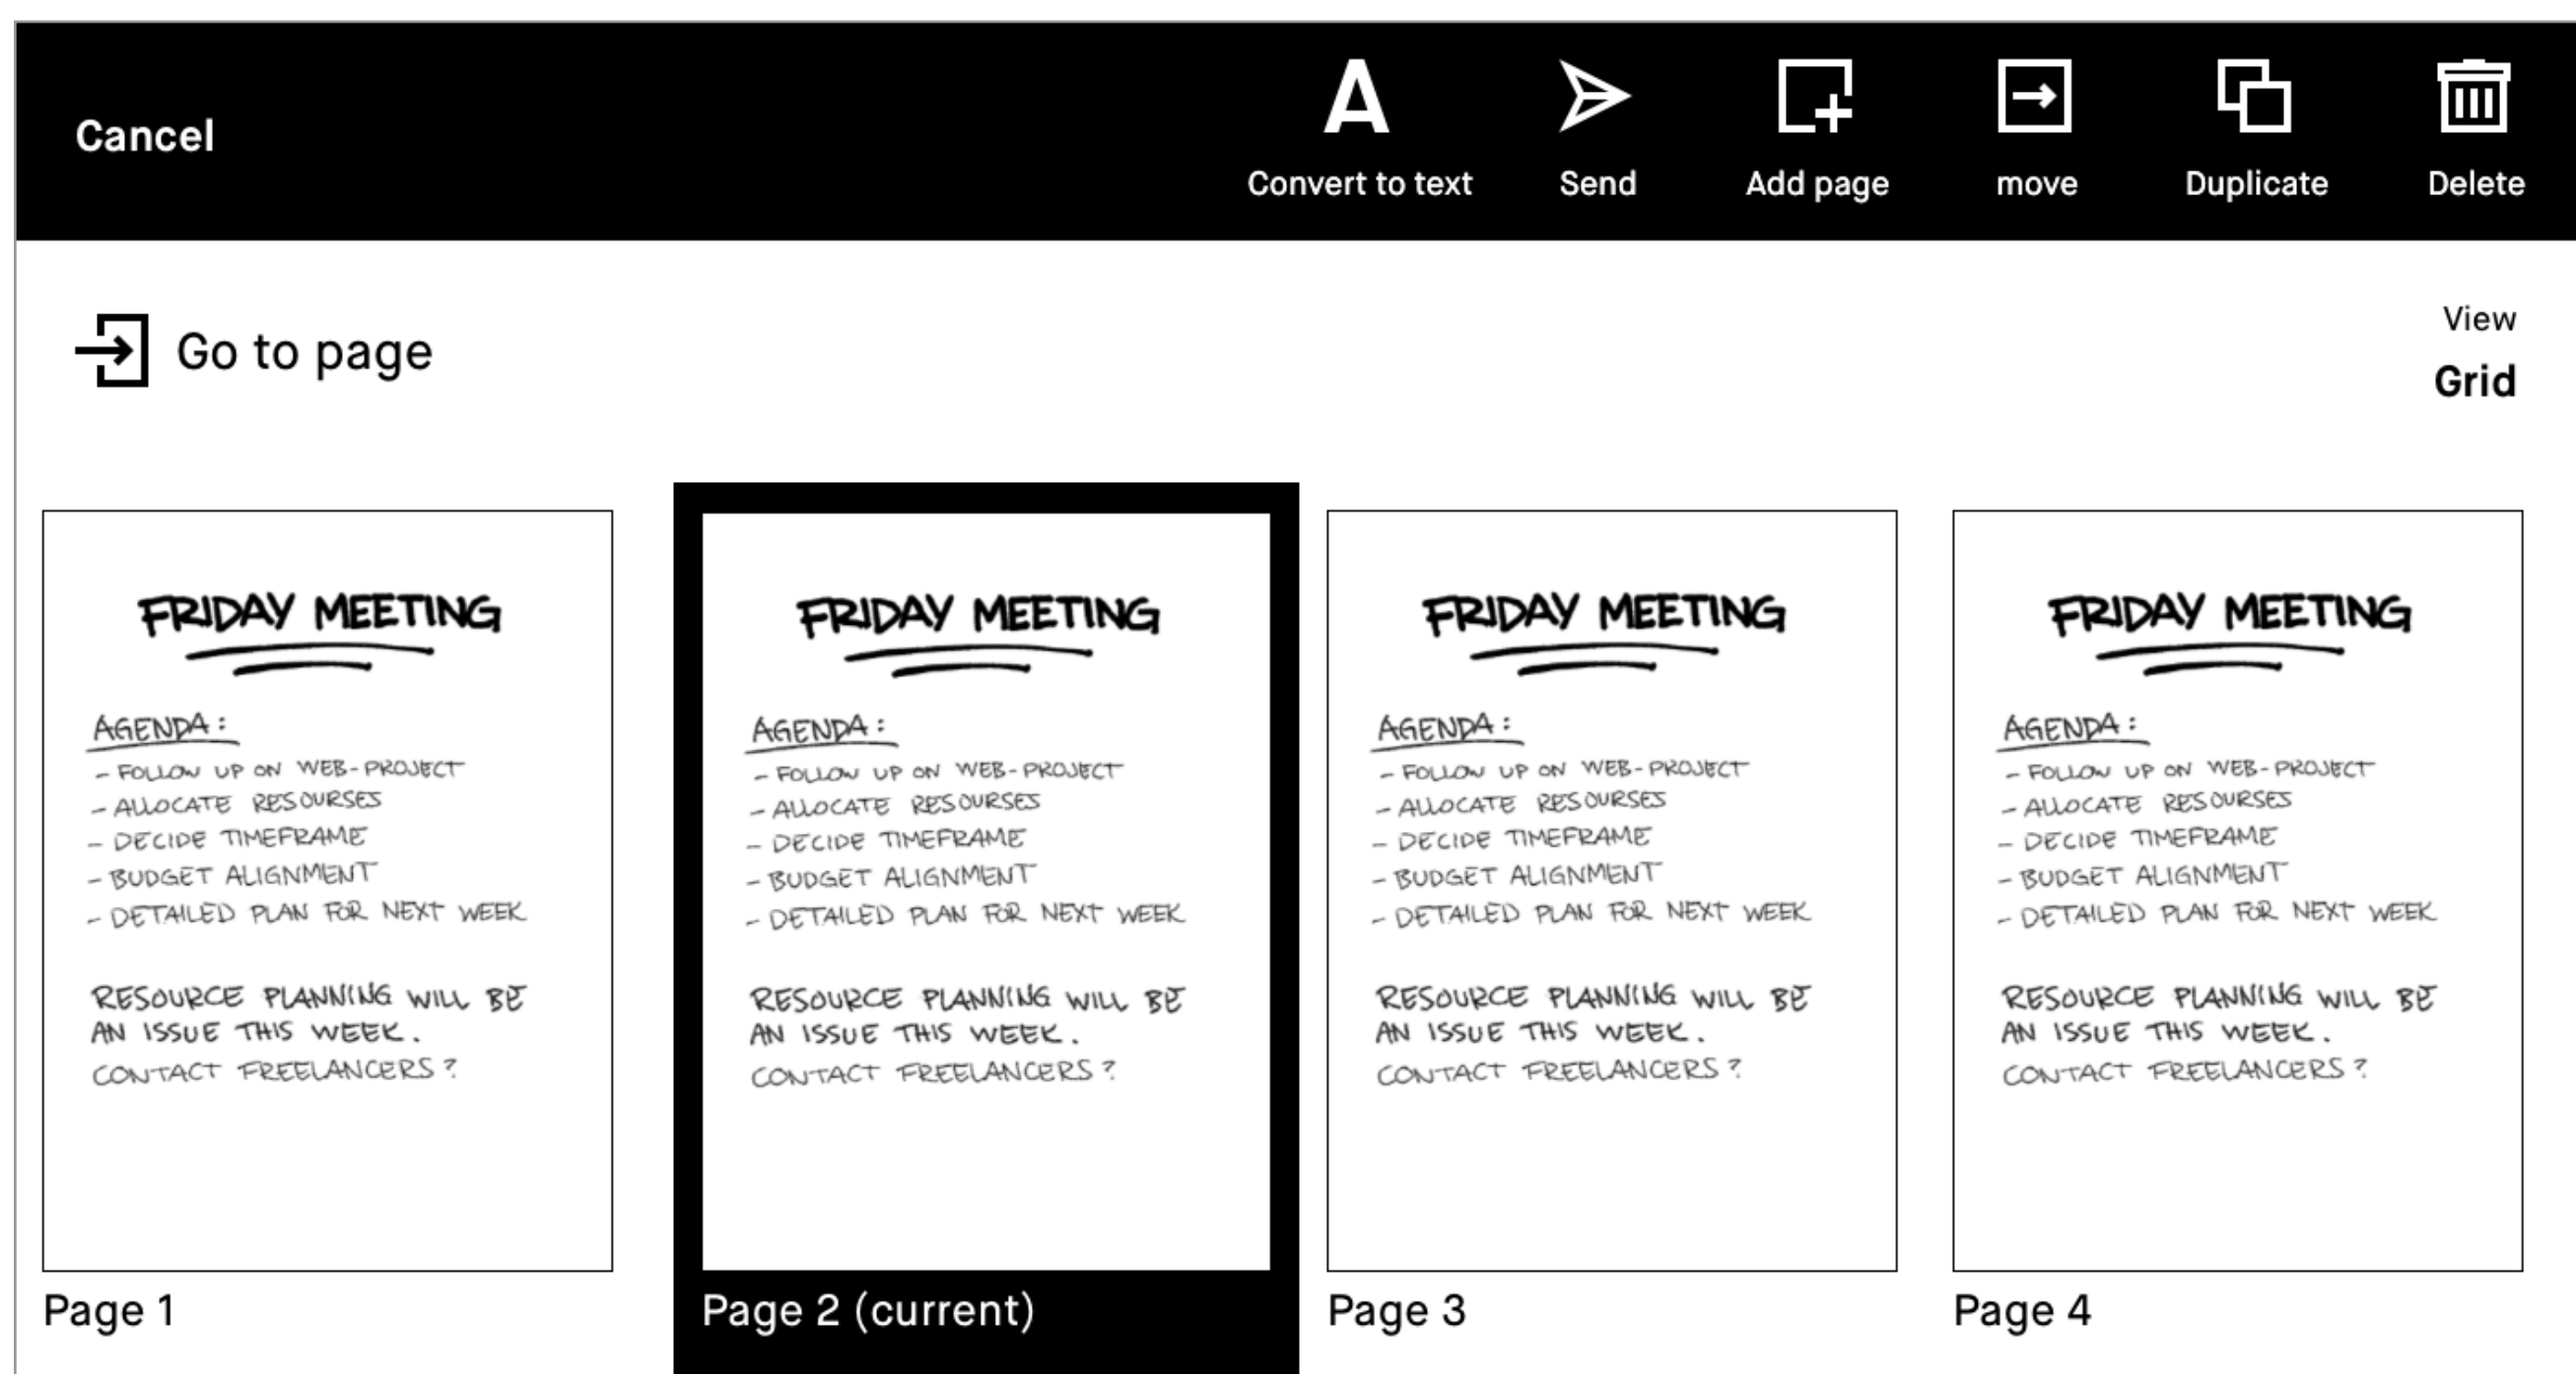 Cancel
Convert to text
Send
Add page
move
Duplicate
Delete
Go to page
View
Grid
FRIDAY MEETING
AGENDA:
- FOLLOW UP ON WEB-PROJECT
- ALLOCATE RESOURSES
- DECIDE TIMEFRAME
- BUDGET ALIGNMENT
- DETAILED PLAN FOR NEXT WEEK
RESOURCE PLANNING WILL BE
AN ISSUE THIS WEEK.
CONTACT FREELANCERS?
Page 1
FRIDAY MEETING
AGENDA:
- FOLLOW UP ON WEB-PROJECT
- ALLOCATE RESOURSES
- DECIDE TIMEFRAME
- BUDGET ALIGNMENT
- DETAILED PLAN FOR NEXT WEEK
RESOURCE PLANNING WILL BE
AN ISSUE THIS WEEK.
CONTACT FREELANCERS?
Page 2 (current)
FRIDAY MEETING
AGENDA:
- FOLLOW UP ON WEB-PROJECT
- ALLOCATE RESOURSES
- DECIDE TIMEFRAME
- BUDGET ALIGNMENT
- DETAILED PLAN FOR NEXT WEEK
RESOURCE PLANNING WILL BE
AN ISSUE THIS WEEK.
CONTACT FREELANCERS?
Page 3
FRIDAY MEETING
AGENDA:
- FOLLOW UP ON WEB-PROJECT
- ALLOCATE RESOURSES
- DECIDE TIMEFRAME
- BUDGET ALIGNMENT
- DETAILED PLAN FOR NEXT WEEK
RESOURCE PLANNING WILL BE
AN ISSUE THIS WEEK.
CONTACT FREELANCERS?
Page 4